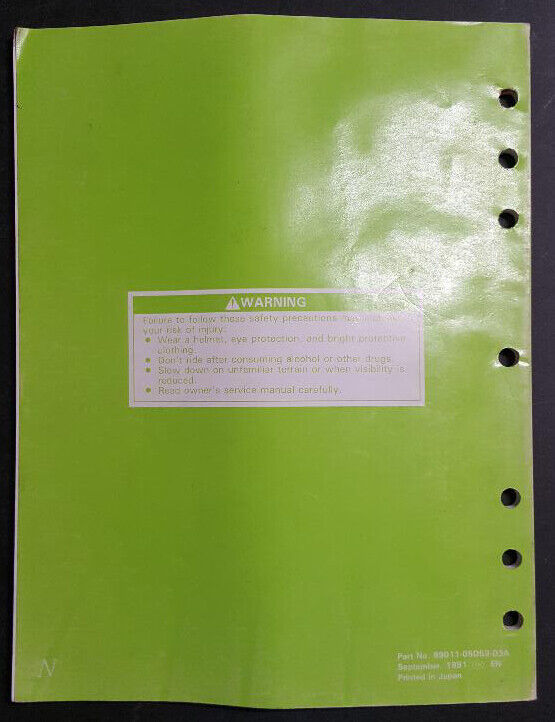 WARNING
Failure to follow these safety precautions may increase
your risk of injury:
● Wear a helmet, eye protection, and bright protective
clothing.
● Don't ride after consuming alcohol or other drugs.
● Slow down on unfamiliar terrain or when visibility is
reduced.
● Read owner's service manual carefully.
Part No. 99011-05D53-03A
September, 1991 EN
Printed in Japan
N